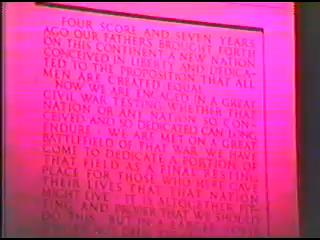 FOUR SCORE AND SEVEN YEARS
AGO OUR FATHERS BROUGHT FORTH
ON THIS CONTINENT A NEW NATION
CONCEIVED IN LIBERTY AND DEDICA-
TED TO THE PROPOSITION THAT ALL
MEN ARE CREATED EQUAL ·
NOW WE ARE ENGAGED IN A GREAT
CIVIL WAR TESTING WHETHER THAT
NATION OR ANY NATION SO CON-
CEIVED AND SO DEDICATED CAN LONG
ENDURE · WE ARE MET ON A GREAT
BATTLEFIELD OF THAT WAR · WE HAVE
COME TO DEDICATE A PORTION OF
THAT FIELD AS A FINAL RESTING
PLACE FOR THOSE WHO HERE GAVE
THEIR LIVES THAT THAT NATION
MIGHT LIVE · IT IS ALTOGETHER FIT-
TING AND PROPER THAT WE SHOULD
DO THIS · BUT IN A LARGER SENSE